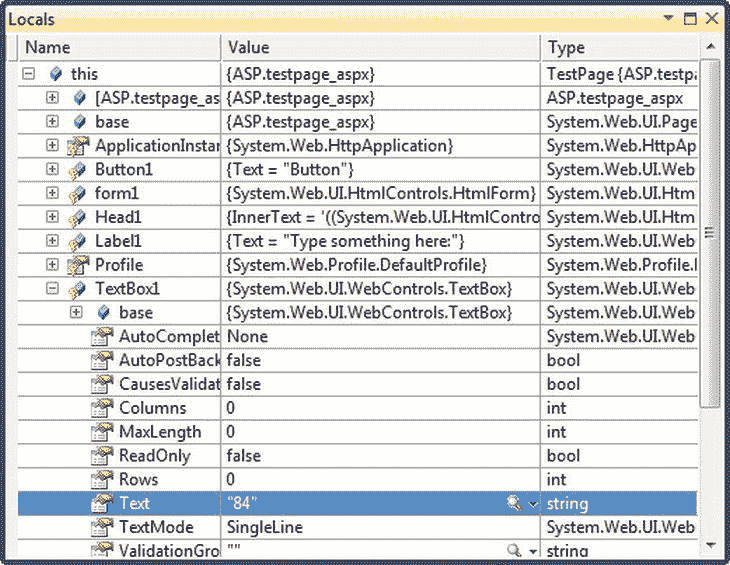 Locals
Name Value Type
this {ASP.testpage_aspx} TestPage {ASP.testpa
[ASP.testpage_as {ASP.testpage_aspx} ASP.testpage_aspx
base {ASP.testpage_aspx} System.Web.UI.Page
ApplicationInstan {System.Web.HttpApplication} System.Web.HttpAp
Button1 {Text = "Button"} System.Web.UI.Web
form1 {System.Web.UI.HtmlControls.HtmlForm} System.Web.UI.Htm
Head1 {InnerText = '((System.Web.UI.HtmlContro System.Web.UI.Htm
Label1 {Text = "Type something here:"} System.Web.UI.Web
Profile {System.Web.Profile.DefaultProfile} System.Web.Profile.
TextBox1 {System.Web.UI.WebControls.TextBox} System.Web.UI.Web
base {System.Web.UI.WebControls.TextBox} System.Web.UI.Web
AutoComplet None System.Web.UI.Web
AutoPostBack false bool
CausesValidat false bool
Columns 0 int
MaxLength 0 int
ReadOnly false bool
Rows 0 int
Text "84" string
TextMode SingleLine System.Web.UI.Web
ValidationGro "" string